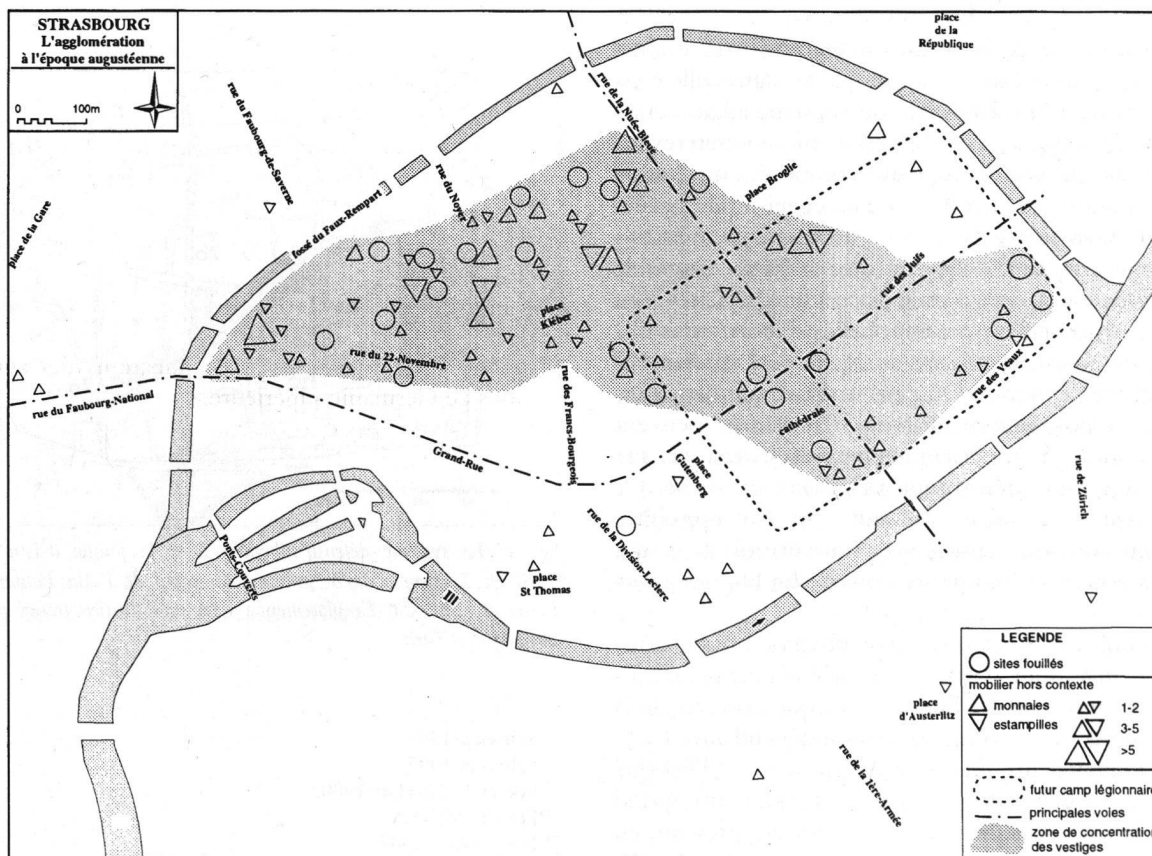 STRASBOURG
L'agglomération
à l'époque augustéenne
0 100m
place
de la
République
rue du Faubourg-de-Saverne
rue de la Nuée-Bleue
place de la Gare
fossé du Faux-Rempart
rue du Noyer
place Broglie
rue des Juifs
place
Kléber
rue du 22-Novembre
rue des Francs-Bourgeois
rue des Veaux
cathédrale
rue du Faubourg-National
Grand-Rue
place
Gutenberg
rue de Zürich
rue de la Division-Leclerc
Ponts-Couverts
place
St Thomas
Ill
place
d'Austerlitz
rue de la 1ère-Armée
LEGENDE
sites fouillés
mobilier hors contexte
monnaies
estampilles
1-2
3-5
>5
futur camp légionnaire
principales voies
zone de concentration
des vestiges